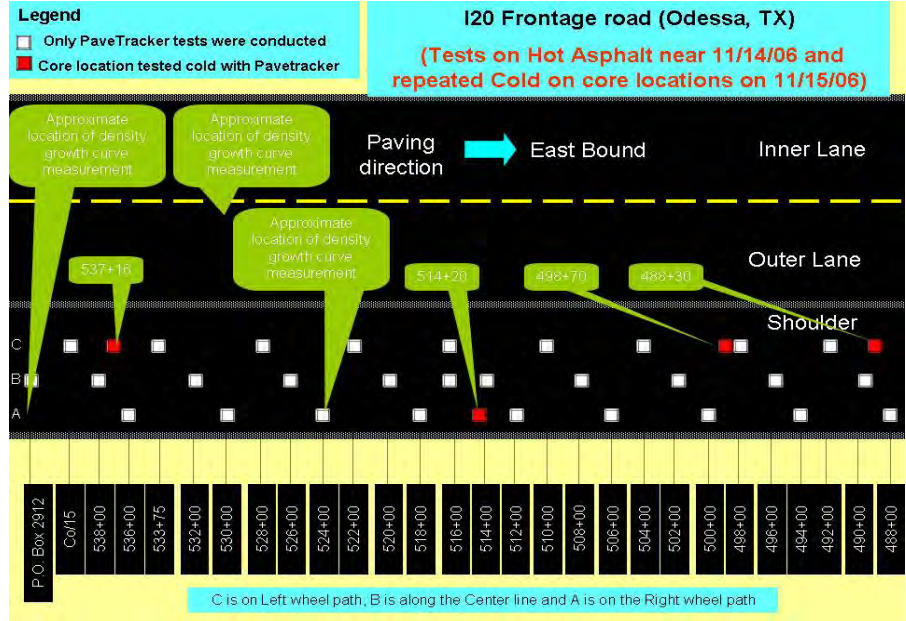 Legend
Only PaveTracker tests were conducted
Core location tested cold with Pavetracker
I20 Frontage road (Odessa, TX)
(Tests on Hot Asphalt near 11/14/06 and
repeated Cold on core locations on 11/15/06)
Approximate
location of density
growth curve
measurement
Approximate
location of density
growth curve
measurement
Paving
direction
East Bound
Inner Lane
Approximate
location of density
growth curve
measurement
537+16
514+20
498+70
488+30
Outer Lane
Shoulder
C
B
A
P.O. Box 2912
Co/15
538+00
536+00
533+75
532+00
530+00
528+00
526+00
524+00
522+00
520+00
518+00
516+00
514+00
512+00
510+00
508+00
506+00
504+00
502+00
500+00
498+00
496+00
494+00
492+00
490+00
488+00
C is on Left wheel path, B is along the Center line and A is on the Right wheel path